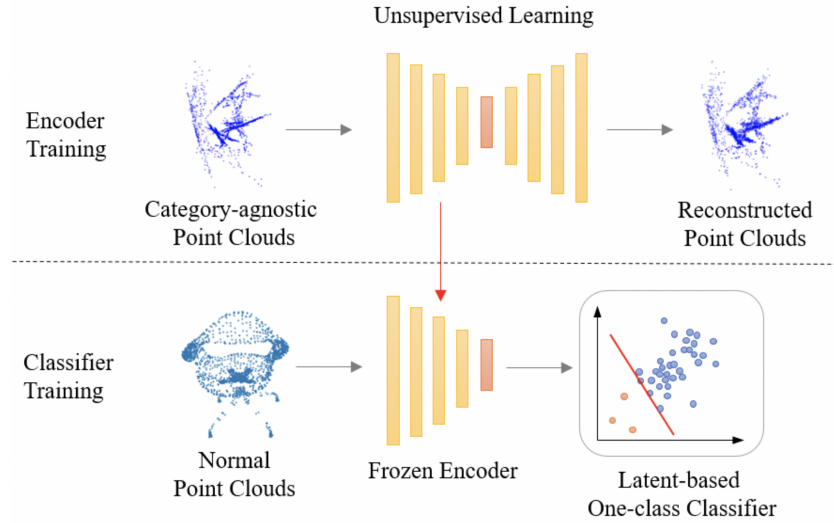 Unsupervised Learning
Encoder
Training
Category-agnostic
Point Clouds
Reconstructed
Point Clouds
Classifier
Training
Normal
Point Clouds
Frozen Encoder
Latent-based
One-class Classifier